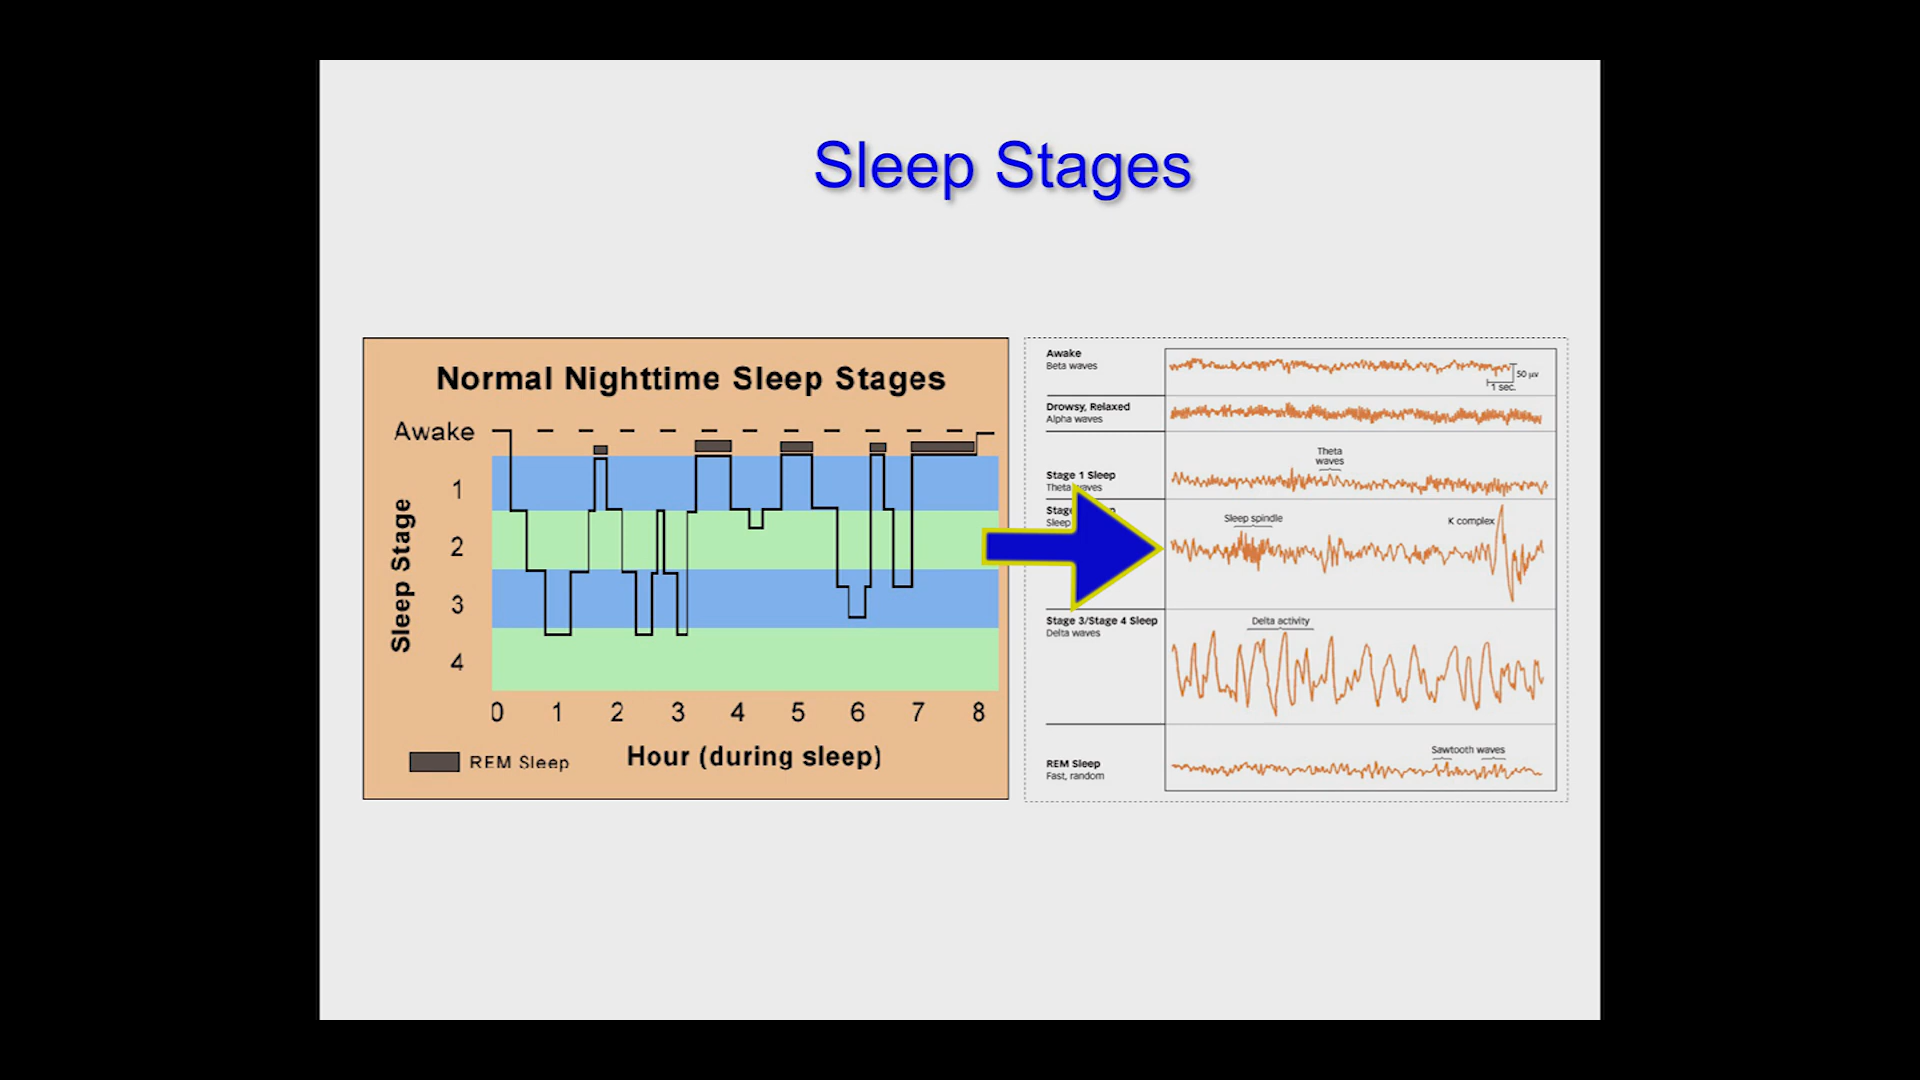 Sleep Stages
Normal Nighttime Sleep Stages
Awake
1
2
3
4
Sleep Stage
0 1 2 3 4 5 6 7 8
Hour (during sleep)
REM Sleep
Awake
Beta waves
50 μv
1 sec.
Drowsy, Relaxed
Alpha waves
Theta
waves
Stage 1 Sleep
Theta waves
Sleep
Sleep spindle
K complex
Stage 3/Stage 4 Sleep
Delta waves
Delta activity
REM Sleep
Fast, random
Sawtooth waves